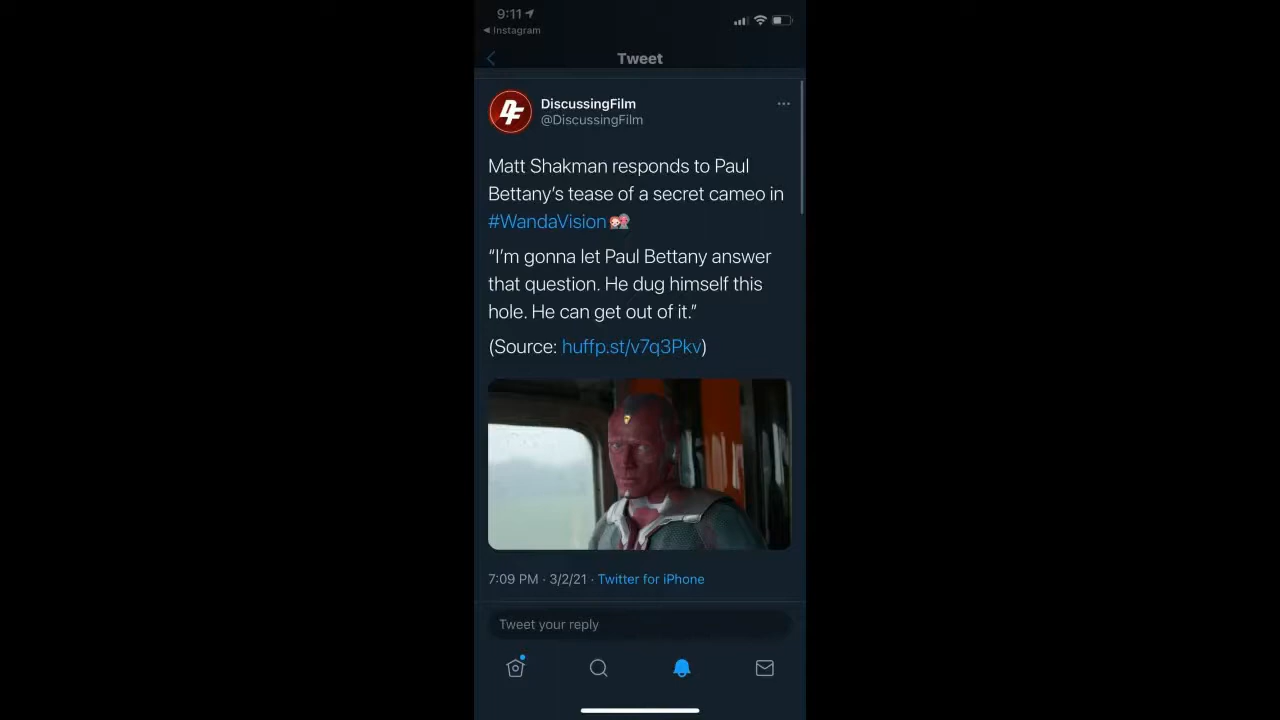 9:11
◀ Instagram
Tweet
DF
DiscussingFilm
@DiscussingFilm
Matt Shakman responds to Paul
Bettany’s tease of a secret cameo in
#WandaVision
“I’m gonna let Paul Bettany answer
that question. He dug himself this
hole. He can get out of it.”
(Source: huffp.st/v7q3Pkv)
7:09 PM · 3/2/21 · Twitter for iPhone
Tweet your reply